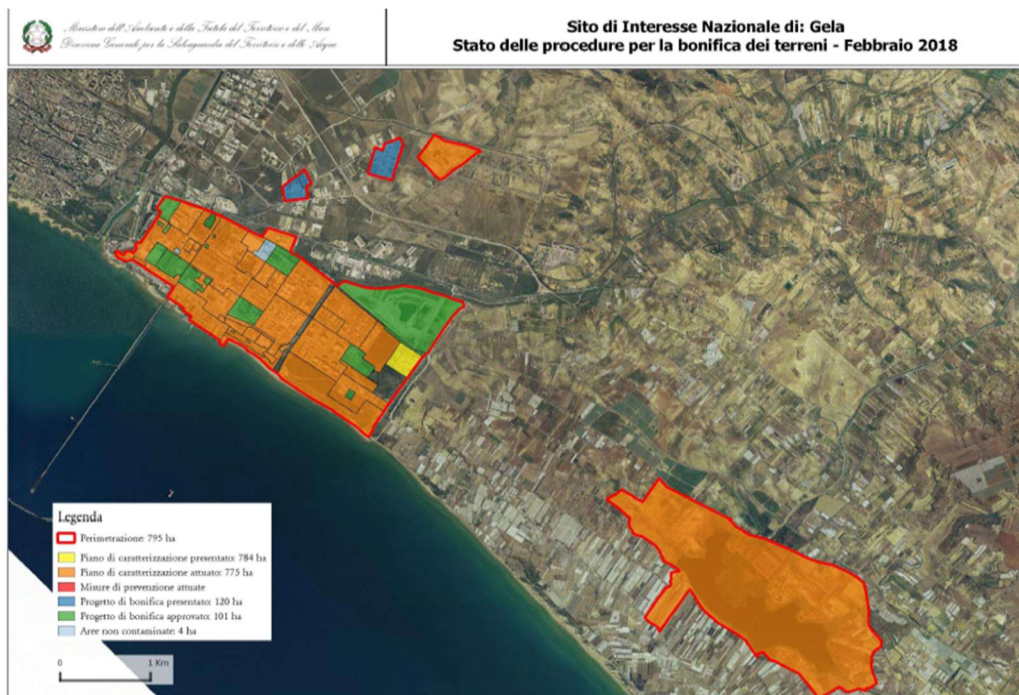 Ministero dell'Ambiente e della Tutela del Territorio e del Mare
Direzione Generale per la Salvaguardia del Territorio e delle Acque
Sito di Interesse Nazionale di: Gela
Stato delle procedure per la bonifica dei terreni - Febbraio 2018
Legenda
Perimetrazione: 795 ha
Piano di caratterizzazione presentato: 784 ha
Piano di caratterizzazione attuato: 775 ha
Misure di prevenzione attuate
Progetto di bonifica presentato: 120 ha
Progetto di bonifica approvato: 101 ha
Aree non contaminate: 4 ha
0 1 Km